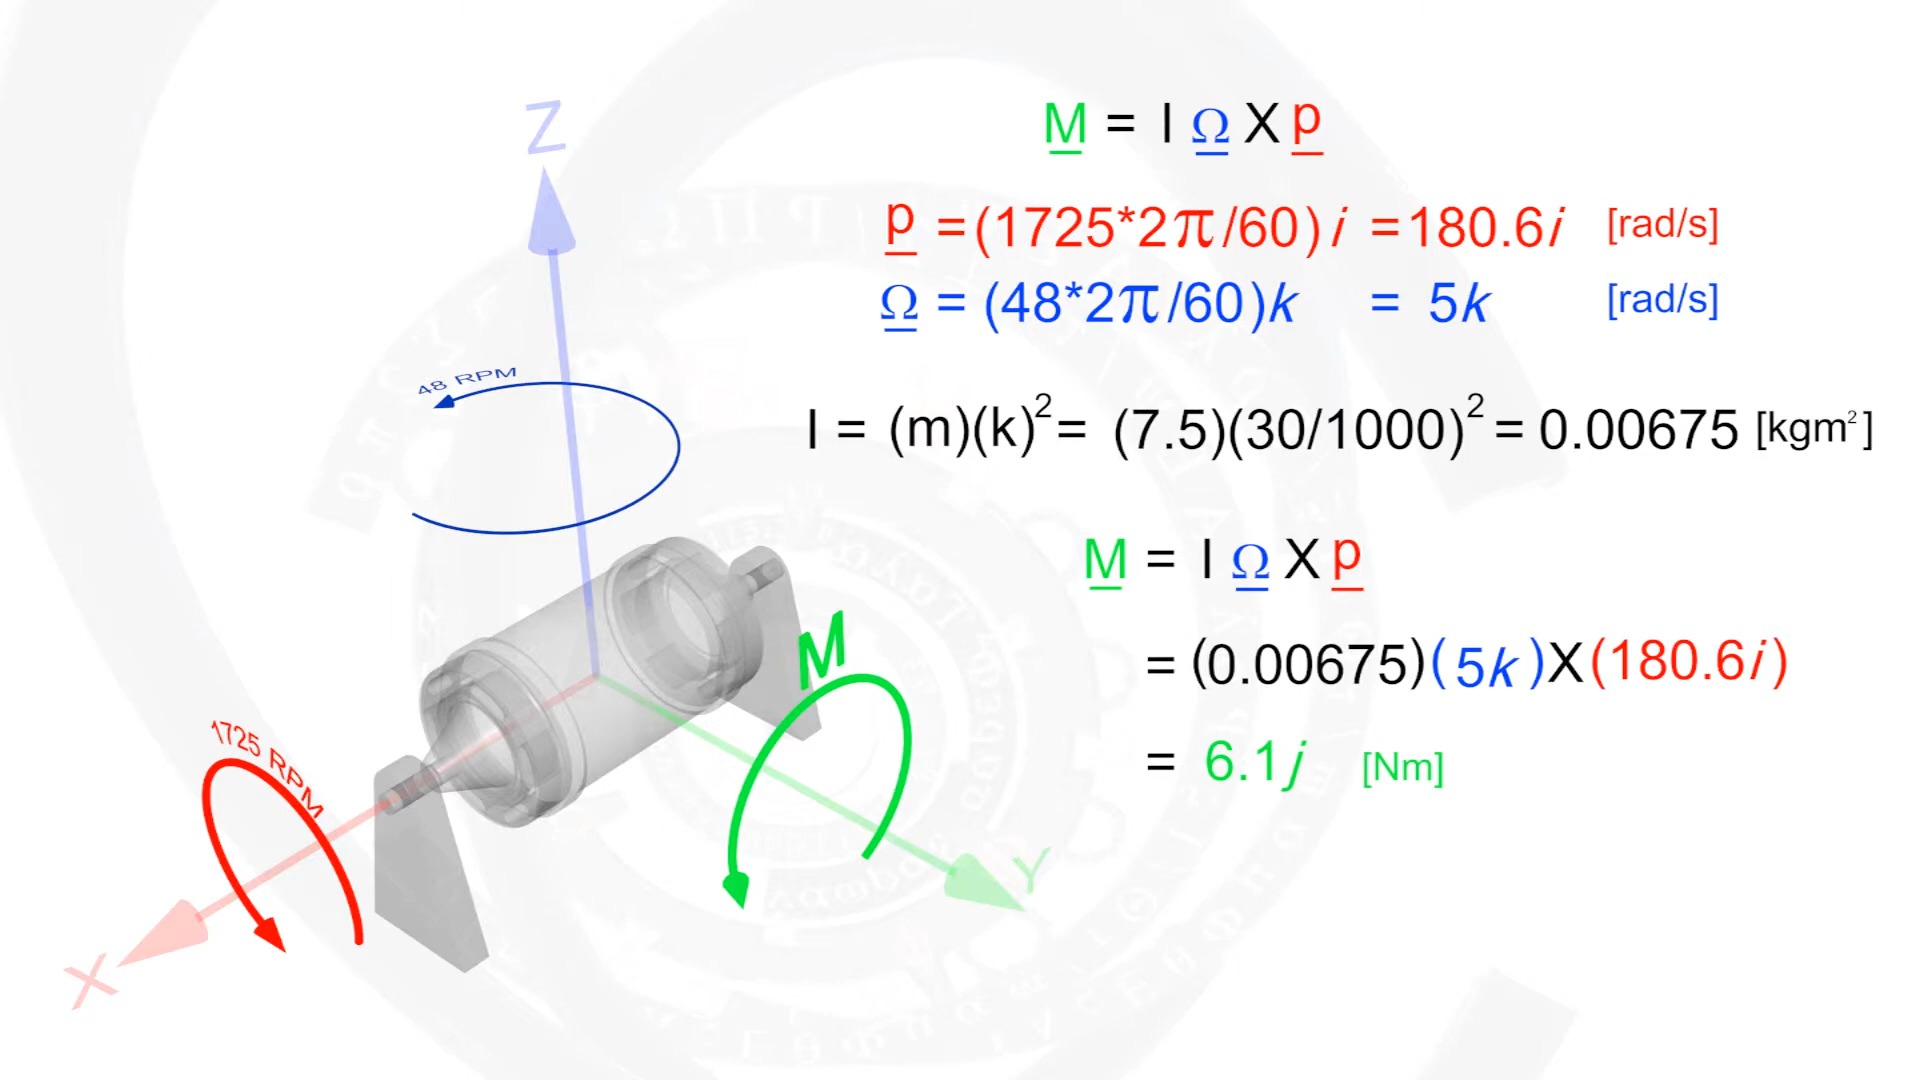 Z
M = I Ω X p
p = (1725*2π/60) i = 180.6i [rad/s]
Ω = (48*2π/60)k = 5k [rad/s]
48 RPM
I = (m)(k)² = (7.5)(30/1000)² = 0.00675 [kgm²]
M = I Ω X p
= (0.00675)(5k)X(180.6i)
= 6.1j [Nm]
M
1725 RPM
Y
X